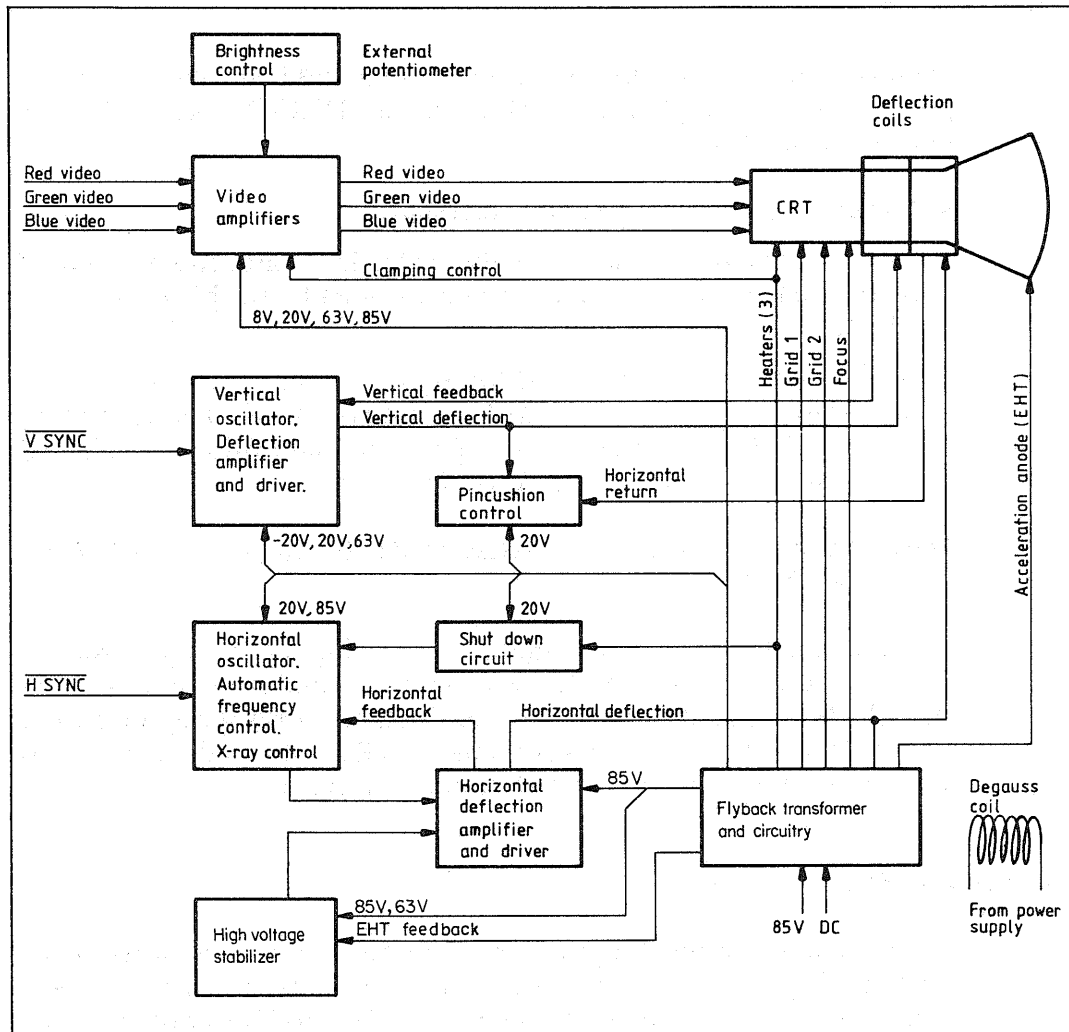 Brightness
control
External
potentiometer
Deflection
coils
Red video
Green video
Blue video
Video
amplifiers
Red video
Green video
Blue video
CRT
Clamping control
8V, 20V, 63V, 85V
Heaters (3)
Grid 1
Grid 2
Focus
Acceleration anode (EHT)
V SYNC
Vertical
oscillator.
Deflection
amplifier
and driver.
Vertical feedback
Vertical deflection
Pincushion
control
Horizontal
return
-20V, 20V, 63V
20V
20V, 85V
20V
H SYNC
Horizontal
oscillator.
Automatic
frequency
control.
X-ray control
Shut down
circuit
Horizontal
feedback
Horizontal deflection
Horizontal
deflection
amplifier
and driver
85V
Flyback transformer
and circuitry
Degauss
coil
From power
supply
85V DC
High voltage
stabilizer
85V, 63V
EHT feedback